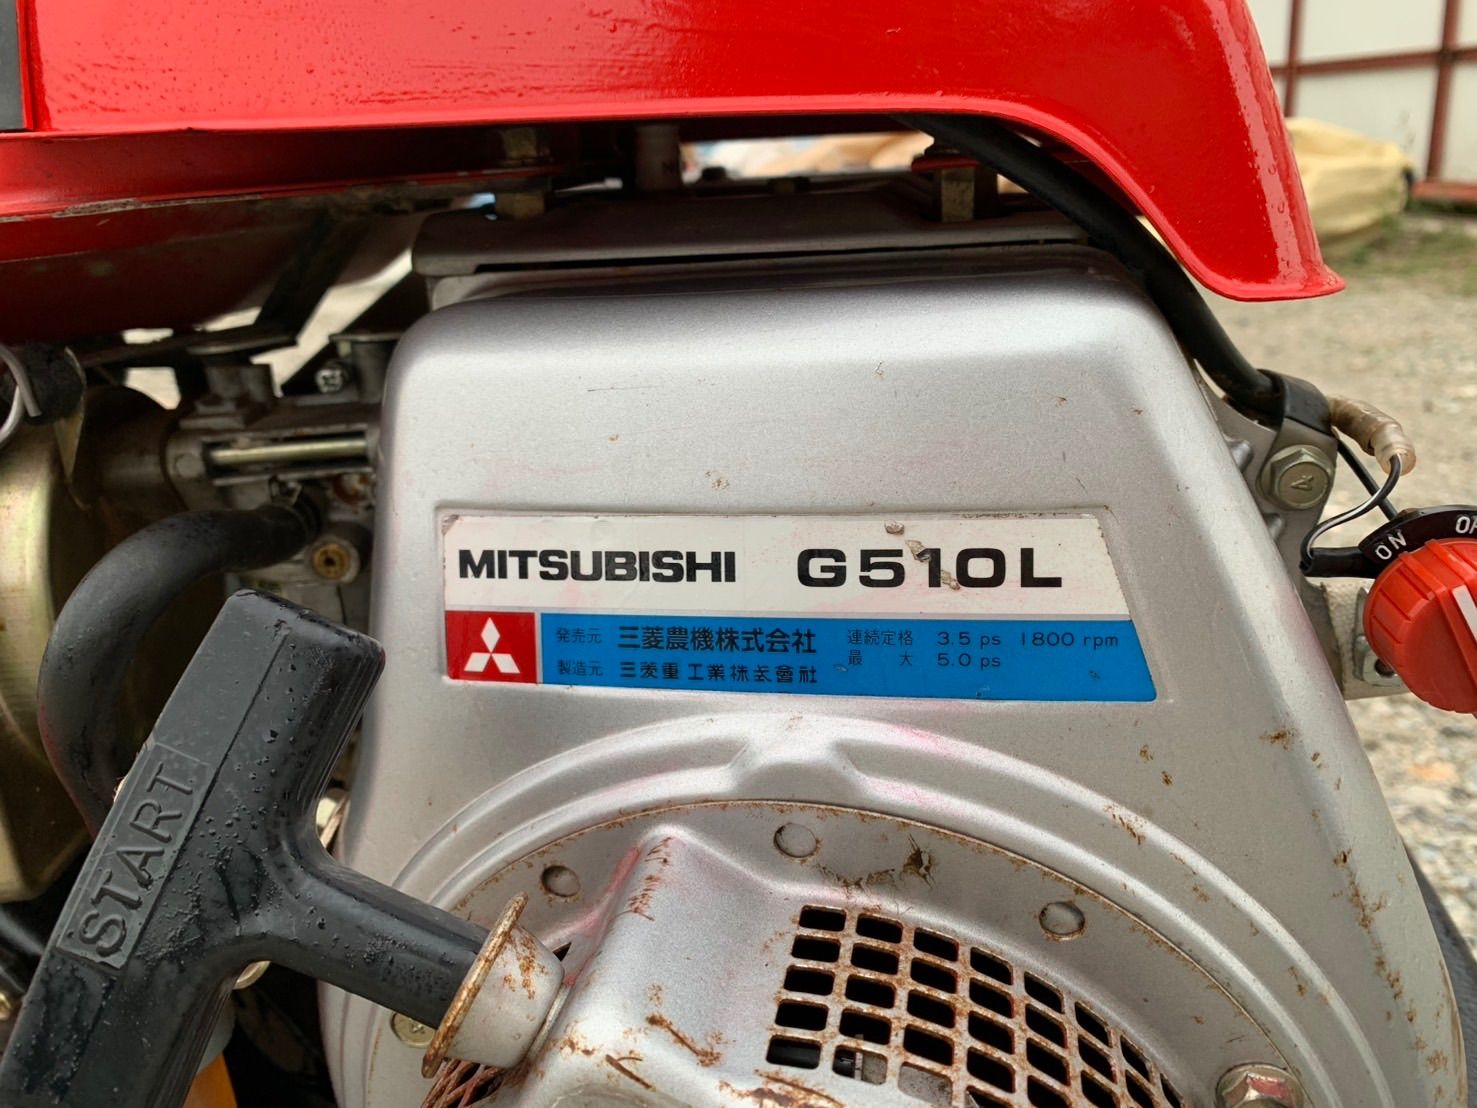 MITSUBISHI G510L
発売元 三菱農機株式会社 連続定格 3.5 ps 1800 rpm
製造元 三菱重工業株式會社 最大 5.0 ps
START
ON